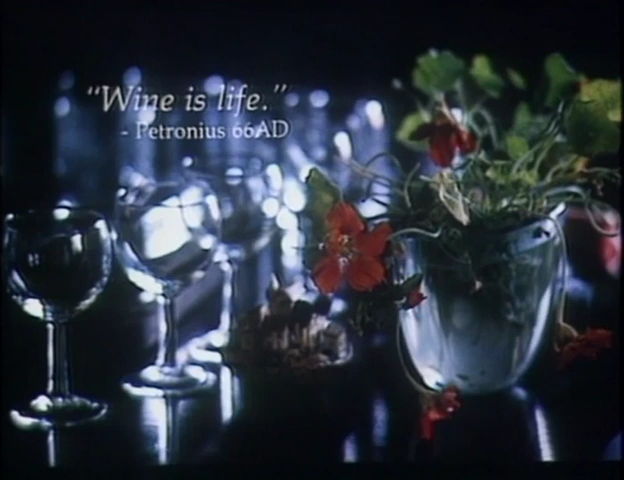 “Wine is life.”
- Petronius 66AD